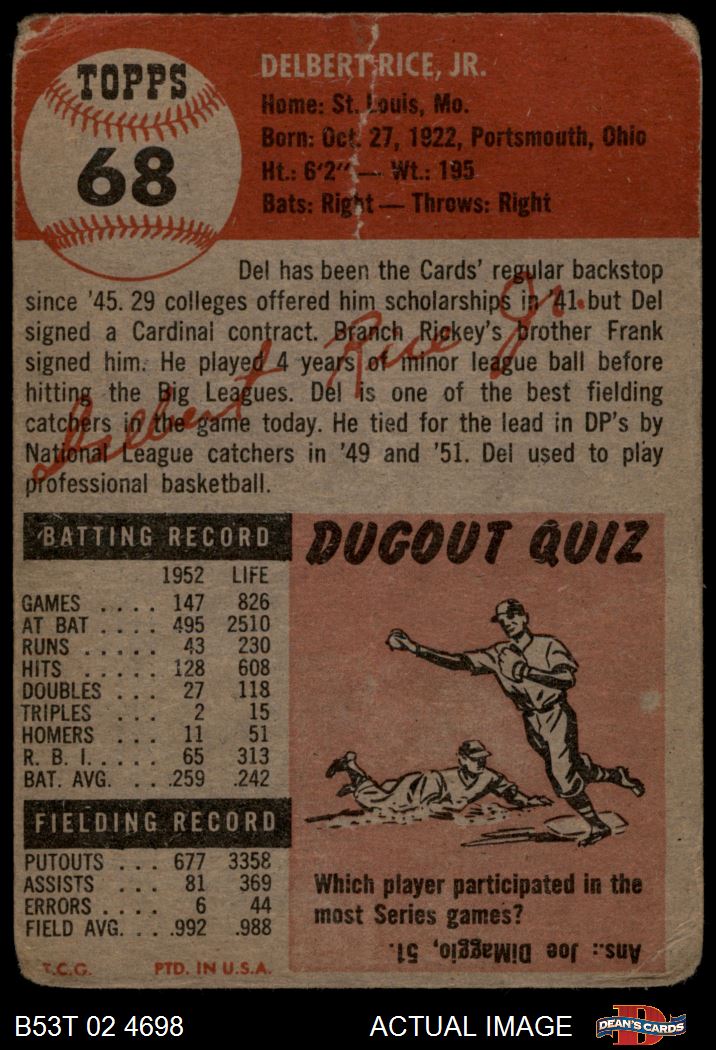 TOPPS
68
DELBERT RICE, JR.
Home: St. Louis, Mo.
Born: Oct. 27, 1922, Portsmouth, Ohio
Ht.: 6'2" — Wt.: 195
Bats: Right — Throws: Right
Del has been the Cards' regular backstop
since '45. 29 colleges offered him scholarships in '41 but Del
signed a Cardinal contract. Branch Rickey's brother Frank
signed him. He played 4 years of minor league ball before
hitting the Big Leagues. Del is one of the best fielding
catchers in the game today. He tied for the lead in DP's by
National League catchers in '49 and '51. Del used to play
professional basketball.
Delbert Rice Jr.
BATTING RECORD
1952 LIFE
GAMES .... 147 826
AT BAT .... 495 2510
RUNS ..... 43 230
HITS ..... 128 608
DOUBLES ... 27 118
TRIPLES ... 2 15
HOMERS ... 11 51
R. B. I. .... 65 313
BAT. AVG. ... .259 .242
FIELDING RECORD
PUTOUTS ... 677 3358
ASSISTS ... 81 369
ERRORS .... 6 44
FIELD AVG. .. .992 .988
T.C.G. PTD. IN U.S.A.
DUGOUT QUIZ
Which player participated in the
most Series games?
Ans.: Joe DiMaggio, 51.
B53T 02 4698 ACTUAL IMAGE DEAN'S CARDS